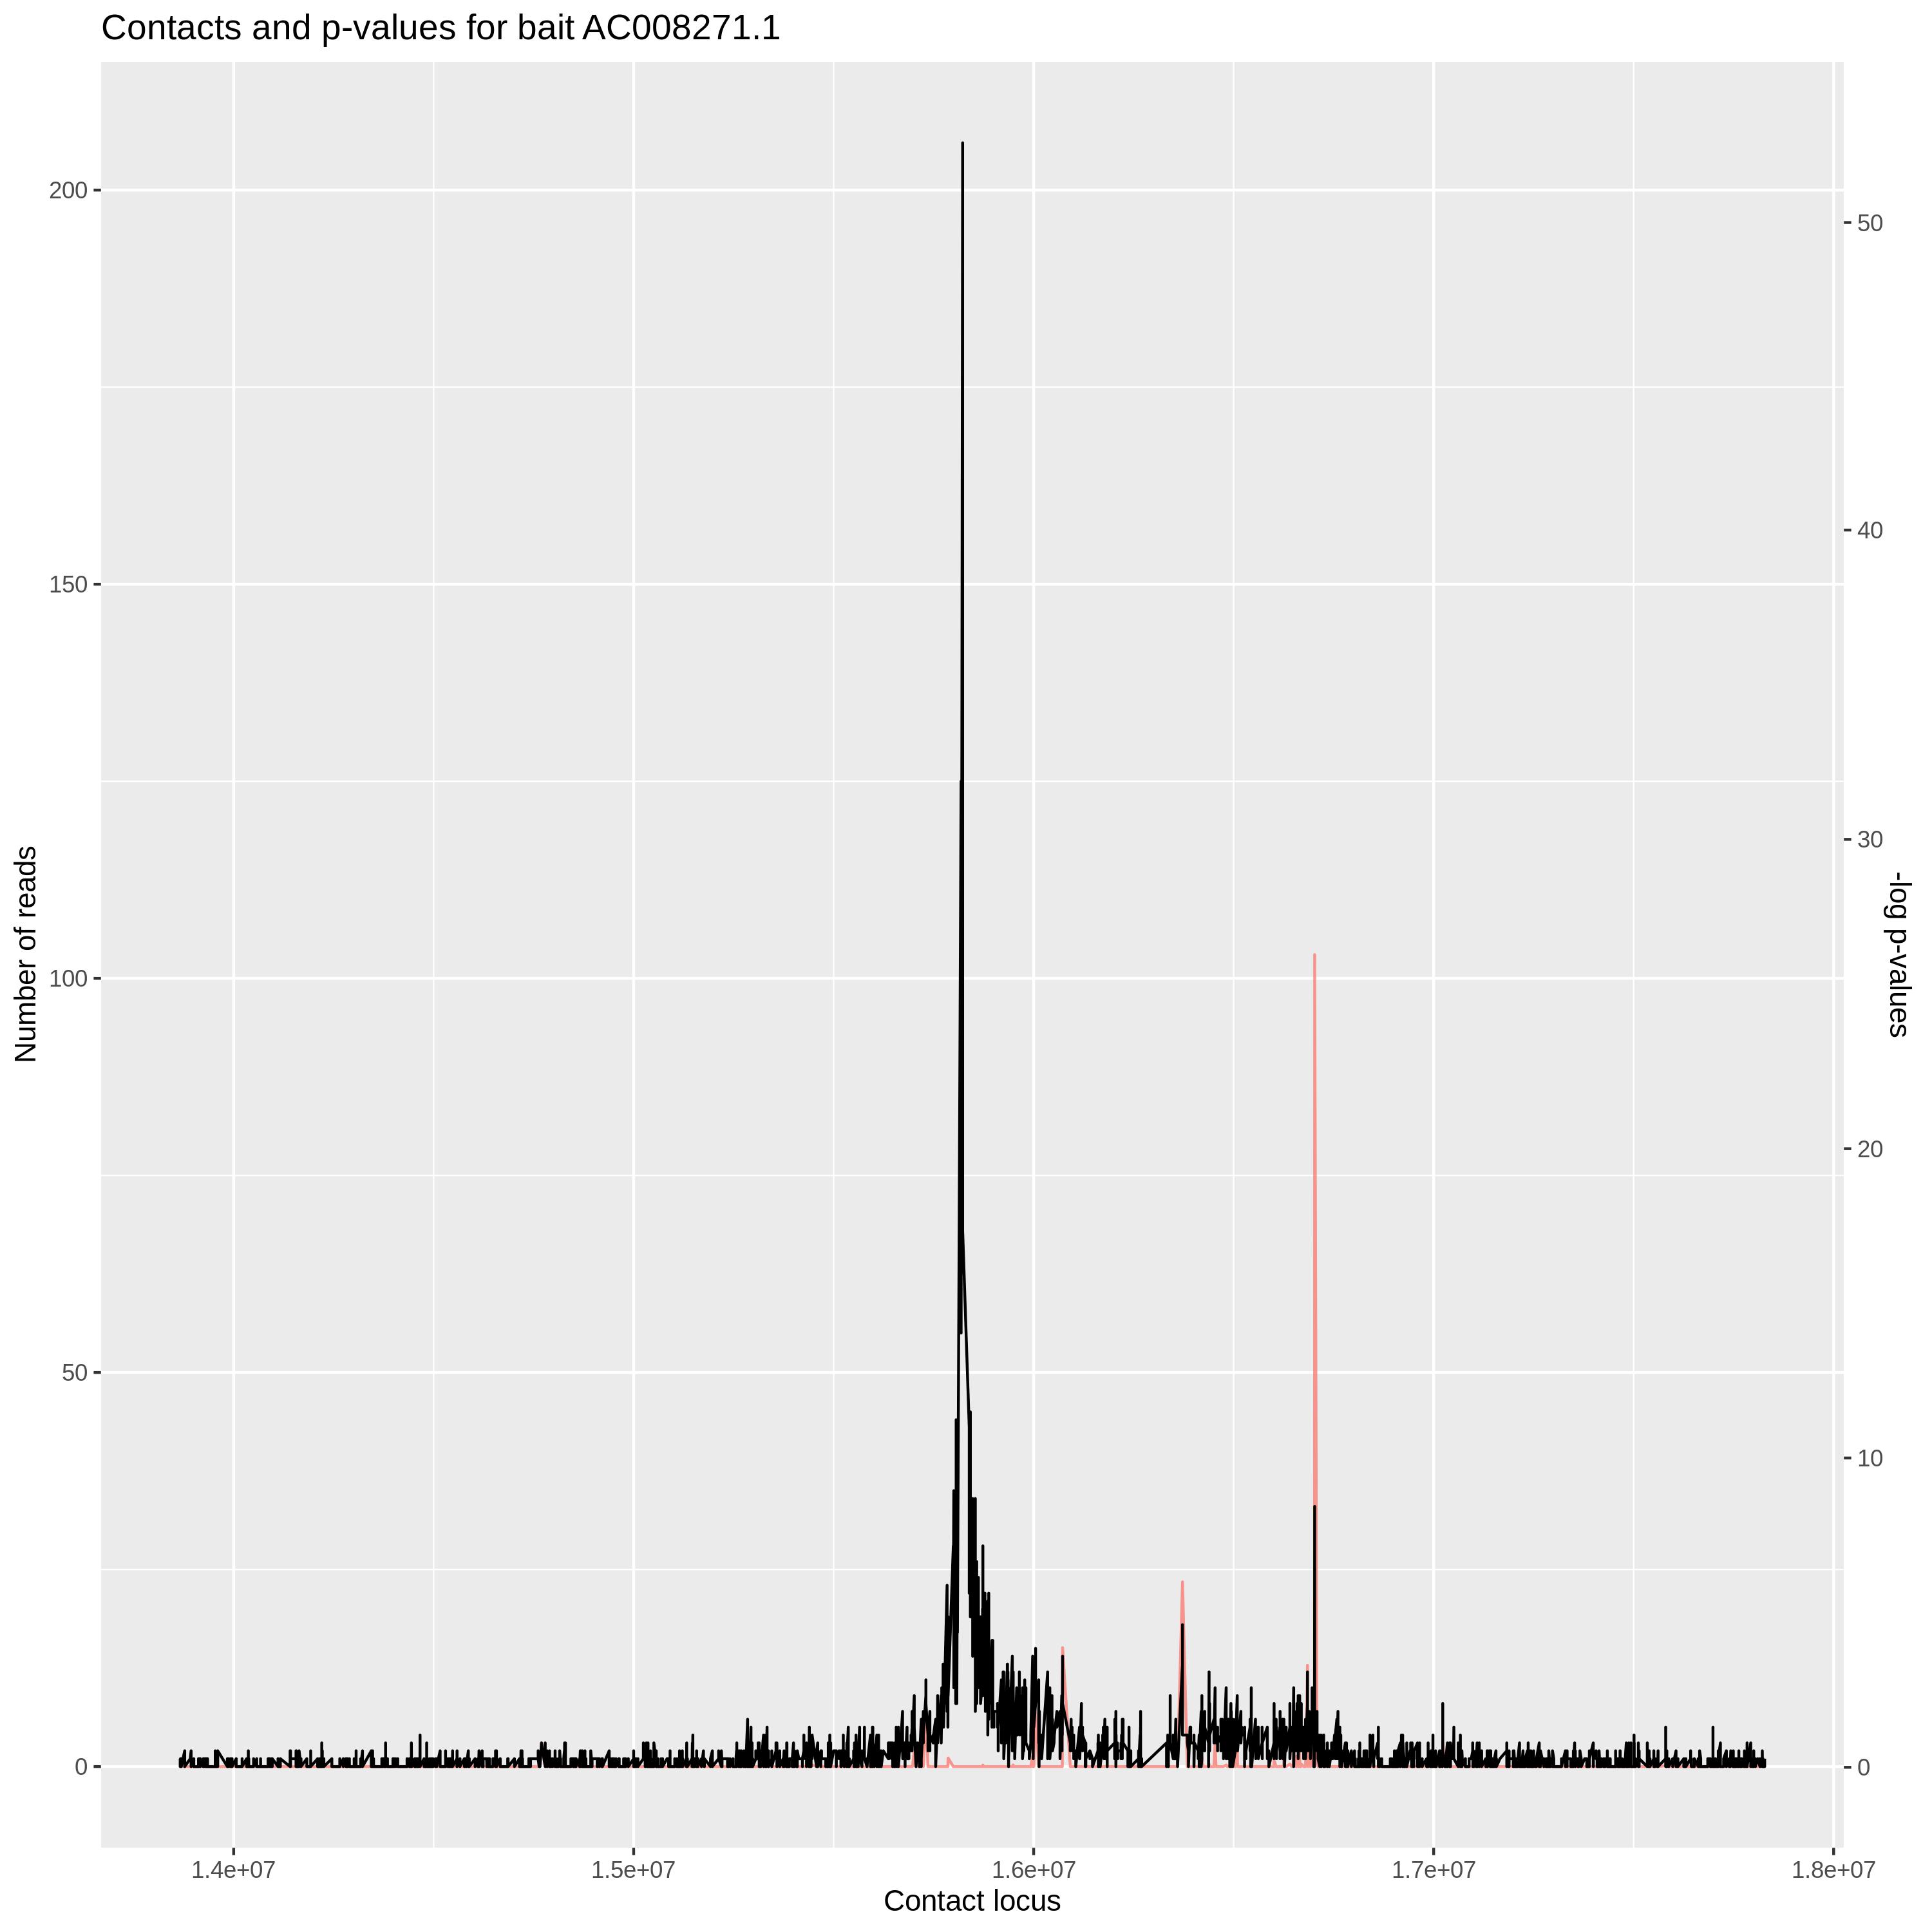 Contacts and p-values for bait AC008271.1
200
150
100
50
0
Number of reads
50
40
30
20
10
0
-log p-values
1.4e+07
1.5e+07
1.6e+07
1.7e+07
1.8e+07
Contact locus